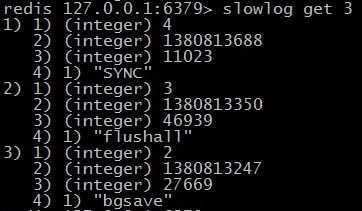 redis 127.0.0.1:6379> slowlog get 3
1) 1) (integer) 4
   2) (integer) 1380813688
   3) (integer) 11023
   4) 1) "SYNC"
2) 1) (integer) 3
   2) (integer) 1380813350
   3) (integer) 46939
   4) 1) "flushall"
3) 1) (integer) 2
   2) (integer) 1380813247
   3) (integer) 27669
   4) 1) "bgsave"